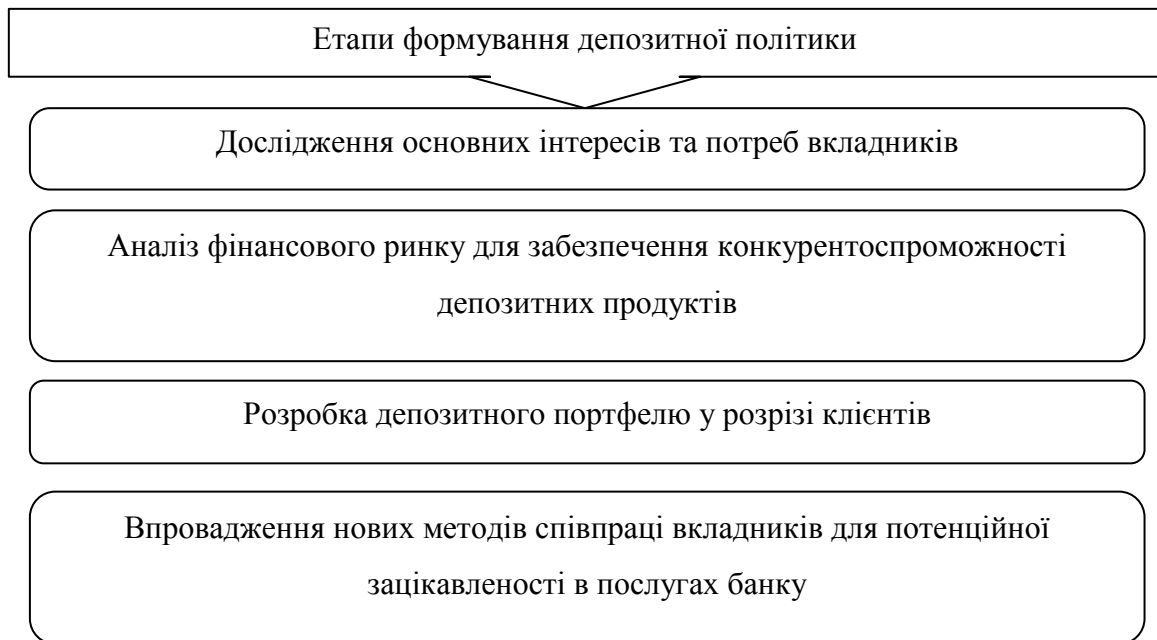 Етапи формування депозитної політики
Дослідження основних інтересів та потреб вкладників
Аналіз фінансового ринку для забезпечення конкурентоспроможності
депозитних продуктів
Розробка депозитного портфелю у розрізі клієнтів
Впровадження нових методів співпраці вкладників для потенційної
зацікавленості в послугах банку